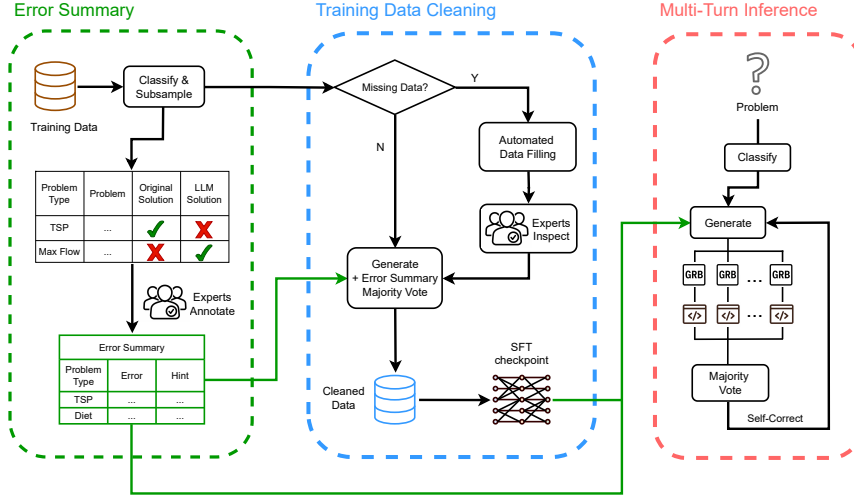 Error Summary
Training Data Cleaning
Multi-Turn Inference
Training Data
Classify &
Subsample
Problem
Type
Problem
Original
Solution
LLM
Solution
TSP
...
Max Flow
...
Experts
Annotate
Error Summary
Problem
Type
Error
Hint
TSP
...
...
Diet
...
...
Missing Data?
Y
N
Automated
Data Filling
Experts
Inspect
Generate
+ Error Summary
Majority Vote
Cleaned
Data
SFT
checkpoint
?
Problem
Classify
Generate
GRB
GRB
...
GRB
</>
</>
...
</>
Majority
Vote
Self-Correct